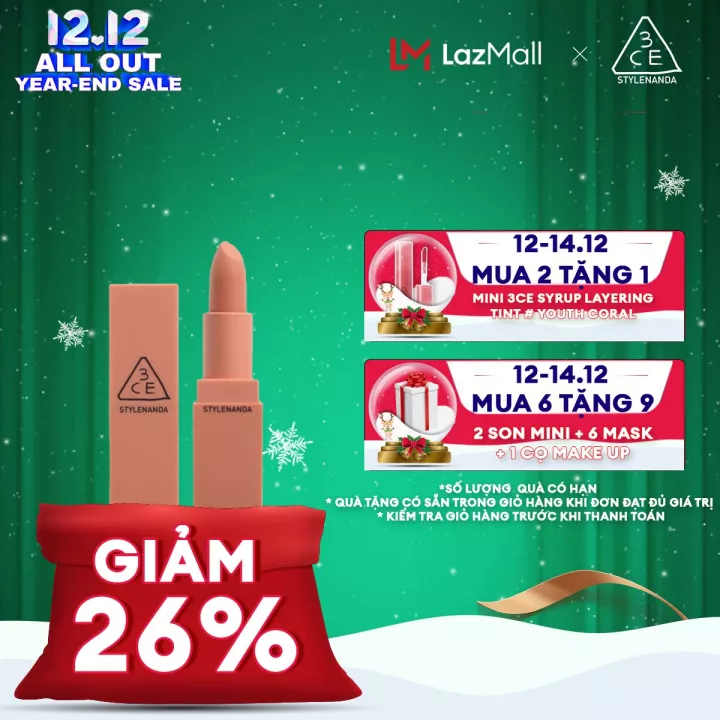 12.12
ALL OUT
YEAR-END SALE
LM LazMall × 3CE
STYLENANDA
12-14.12
MUA 2 TẶNG 1
MINI 3CE SYRUP LAYERING
TINT # YOUTH CORAL
12-14.12
MUA 6 TẶNG 9
2 SON MINI + 6 MASK
+ 1 CỌ MAKE UP
*SỐ LƯỢNG QUÀ CÓ HẠN
* QUÀ TẶNG CÓ SẴN TRONG GIỎ HÀNG KHI ĐƠN ĐẠT ĐỦ GIÁ TRỊ
* KIỂM TRA GIỎ HÀNG TRƯỚC KHI THANH TOÁN
3CE
STYLENANDA
STYLENANDA
GIẢM
26%